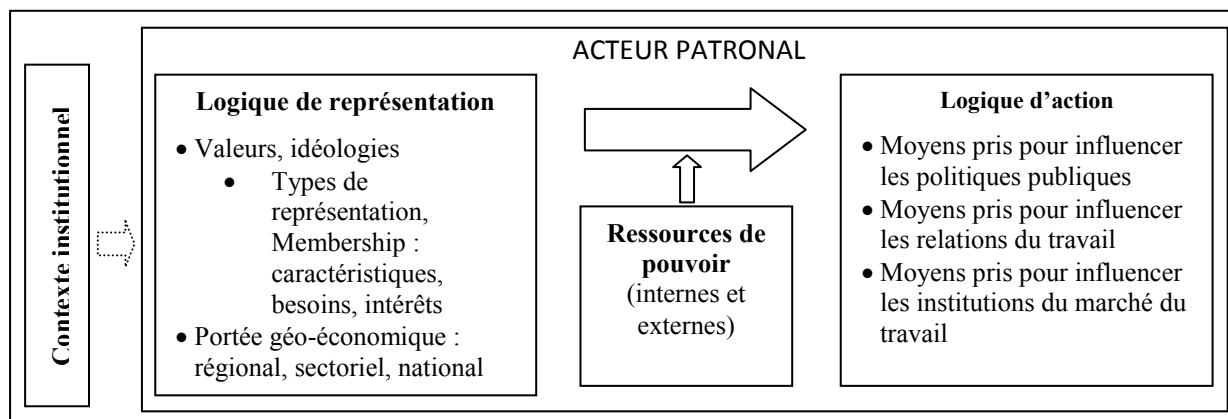 ACTEUR PATRONAL
Contexte institutionnel
Logique de représentation
• Valeurs, idéologies
• Types de
représentation,
Membership :
caractéristiques,
besoins, intérêts
• Portée géo-économique :
régional, sectoriel, national
Ressources de
pouvoir
(internes et
externes)
Logique d’action
• Moyens pris pour influencer
les politiques publiques
• Moyens pris pour influencer
les relations du travail
• Moyens pris pour influencer
les institutions du marché du
travail